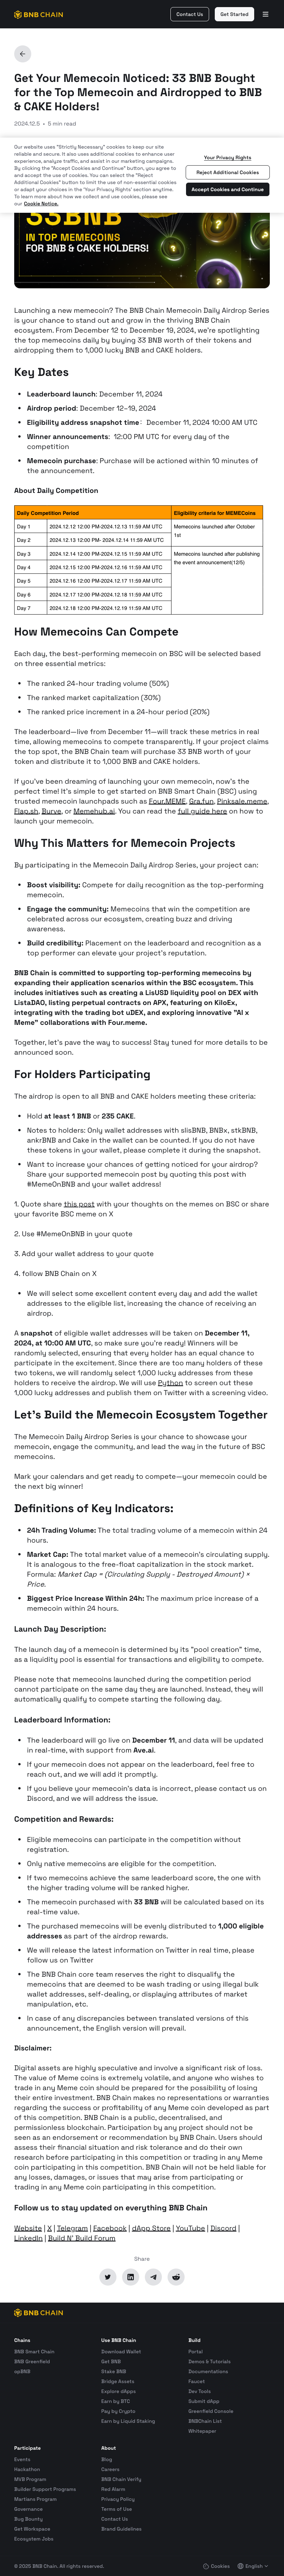 BNB CHAIN
Contact Us
Get Started
Get Your Memecoin Noticed: 33 BNB Bought
for the Top Memecoin and Airdropped to BNB
& CAKE Holders!
2024.12.5 • 5 min read
Our website uses "Strictly Necessary" cookies to keep our site
reliable and secure. It also uses additional cookies to enhance user
experience, analyze traffic, and assist in our marketing campaigns.
By clicking the "Accept Cookies and Continue" button, you agree to
and accept the use of cookies. You can select the "Reject
Additional Cookies" button to limit the use of non-essential cookies
or adapt your choices in the 'Your Privacy Rights' section anytime.
To learn more about how we collect and use cookies, please see
our Cookie Notice.
Your Privacy Rights
Reject Additional Cookies
Accept Cookies and Continue
33BNB
IN TOP MEMECOINS
FOR BNB & CAKE HOLDERS!
Launching a new memecoin? The BNB Chain Memecoin Daily Airdrop Series
is your chance to stand out and grow in the thriving BNB Chain
ecosystem. From December 12 to December 19, 2024, we're spotlighting
the top memecoins daily by buying 33 BNB worth of their tokens and
airdropping them to 1,000 lucky BNB and CAKE holders.
Key Dates
• Leaderboard launch: December 11, 2024
• Airdrop period: December 12–19, 2024
• Eligibility address snapshot time： December 11, 2024 10:00 AM UTC
• Winner announcements: 12:00 PM UTC for every day of the
competition
• Memecoin purchase: Purchase will be actioned within 10 minutes of
the announcement.
About Daily Competition
Daily Competition Period
Eligibility criteria for MEMECoins
Day 1
2024.12.12 12:00 PM-2024.12.13 11:59 AM UTC
Memecoins launched after October
1st
Day 2
2024.12.13 12:00 PM- 2024.12.14 11:59 AM UTC
Day 3
2024.12.14 12:00 PM-2024.12.15 11:59 AM UTC
Memecoins launched after publishing
the event announcement(12/5)
Day 4
2024.12.15 12:00 PM-2024.12.16 11:59 AM UTC
Day 5
2024.12.16 12:00 PM-2024.12.17 11:59 AM UTC
Day 6
2024.12.17 12:00 PM-2024.12.18 11:59 AM UTC
Day 7
2024.12.18 12:00 PM-2024.12.19 11:59 AM UTC
How Memecoins Can Compete
Each day, the best-performing memecoin on BSC will be selected based
on three essential metrics:
• The ranked 24-hour trading volume (50%)
• The ranked market capitalization (30%)
• The ranked price increment in a 24-hour period (20%)
The leaderboard—live from December 11—will track these metrics in real
time, allowing memecoins to compete transparently. If your project claims
the top spot, the BNB Chain team will purchase 33 BNB worth of your
token and distribute it to 1,000 BNB and CAKE holders.
If you've been dreaming of launching your own memecoin, now's the
perfect time! It's simple to get started on BNB Smart Chain (BSC) using
trusted memecoin launchpads such as Four.MEME, Gra.fun, Pinksale.meme,
Flap.sh, Burve, or Memehub.ai. You can read the full guide here on how to
launch your memecoin.
Why This Matters for Memecoin Projects
By participating in the Memecoin Daily Airdrop Series, your project can:
• Boost visibility: Compete for daily recognition as the top-performing
memecoin.
• Engage the community: Memecoins that win the competition are
celebrated across our ecosystem, creating buzz and driving
awareness.
• Build credibility: Placement on the leaderboard and recognition as a
top performer can elevate your project's reputation.
BNB Chain is committed to supporting top-performing memecoins by
expanding their application scenarios within the BSC ecosystem. This
includes initiatives such as creating a LisUSD liquidity pool on DEX with
ListaDAO, listing perpetual contracts on APX, featuring on KiloEx,
integrating with the trading bot uDEX, and exploring innovative "AI x
Meme" collaborations with Four.meme.
Together, let's pave the way to success! Stay tuned for more details to be
announced soon.
For Holders Participating
The airdrop is open to all BNB and CAKE holders meeting these criteria:
• Hold at least 1 BNB or 235 CAKE.
• Notes to holders: Only wallet addresses with slisBNB, BNBx, stkBNB,
ankrBNB and Cake in the wallet are allowed. If you do not have
these tokens in your wallet, please complete it during the snapshot.
• Want to increase your chances of getting noticed for your airdrop?
Share your insights on memecoin post by quoting this post with
#MemeOnBNB and your wallet address!
1. Quote share this post with your thoughts on the memes on BSC or share
your favorite BSC meme on X
2. Use #MemeOnBNB in your quote
3. Add your wallet address to your quote
4. follow BNB Chain on X
• We will select some excellent content every day and add the wallet
addresses to the eligible list, increasing the chance of receiving an
airdrop.
A snapshot of eligible wallet addresses will be taken on December 11,
2024, at 10:00 AM UTC, so make sure you're ready! Winners will be
randomly selected, ensuring that every holder has an equal chance to
participate in the excitement. Since there are too many holders of these
two tokens, we will randomly select 1,000 lucky addresses from these
holders to receive the airdrop. We will use Python to screen out these
1,000 lucky addresses and publish them on Twitter with a screening video.
Let's Build the Memecoin Ecosystem Together
The Memecoin Daily Airdrop Series is your chance to showcase your
memecoin, engage the community, and lead the way in the future of BSC
memecoins.
Mark your calendars and get ready to compete—your memecoin could be
the next big winner!
Definitions of Key Indicators:
• 24h Trading Volume: The total trading volume of a memecoin within 24
hours.
• Market Cap: The total market value of a memecoin's circulating supply.
It is analogous to the free-float capitalization in the stock market.
Formula: Market Cap = (Circulating Supply - Destroyed Amount) ×
Price.
• Biggest Price Increase Within 24h: The maximum price increase of a
memecoin within 24 hours.
Launch Day Description:
The launch day of a memecoin is determined by its "pool creation" time,
as a liquidity pool is essential for transactions and eligibility to compete.
Please note that memecoins launched during the competition period
cannot participate on the same day they are launched. Instead, they will
automatically qualify to compete starting the following day.
Leaderboard Information:
• The leaderboard will go live on December 11, and data will be updated
in real-time, with support from Ave.ai.
• If your memecoin does not appear on the leaderboard, feel free to
reach out, and we will add it promptly.
• If you believe your memecoin's data is incorrect, please contact us on
Discord, and we will address the issue.
Competition and Rewards:
• Eligible memecoins can participate in the competition without
registration.
• Only native memecoins are eligible for the competition.
• If two memecoins achieve the same leaderboard score, the one with
the higher trading volume will be ranked higher.
• The memecoin purchased with 33 BNB will be calculated based on its
real-time value.
• The purchased memecoins will be evenly distributed to 1,000 eligible
addresses as part of the airdrop rewards.
• We will release the latest information on Twitter in real time, please
follow us on Twitter
• The BNB Chain core team reserves the right to disqualify the
memecoins that are deemed to be wash trading or using illegal bulk
wallet addresses, self-dealing, or displaying attributes of market
manipulation, etc.
• In case of any discrepancies between translated versions of this
announcement, the English version will prevail.
Disclaimer:
Digital assets are highly speculative and involve a significant risk of loss.
The value of Meme coins is extremely volatile, and anyone who wishes to
trade in any Meme coin should be prepared for the possibility of losing
their entire investment. BNB Chain makes no representations or warranties
regarding the success or profitability of any Meme coin developed as part
of this competition. BNB Chain is a public, decentralised, and
permissionless blockchain. Participation by any project should not be
seen as an endorsement or recommendation by BNB Chain. Users should
assess their financial situation and risk tolerance and do their own
research before participating in or trading in any Meme coin participating
in this competition. BNB Chain will not be held liable for
any losses, damages, or issues that may arise from participating or
trading in any Meme coin participating in this competition.
Follow us to stay updated on everything BNB Chain
Website | X | Telegram | Facebook | dApp Store | YouTube | Discord |
LinkedIn | Build N' Build Forum
Share
BNB CHAIN
Chains
BNB Smart Chain
BNB Greenfield
opBNB
Use BNB Chain
Download Wallet
Get BNB
Stake BNB
Bridge Assets
Explore dApps
Earn by BTC
Pay by Crypto
Earn by Liquid Staking
Build
Portal
Demos & Tutorials
Documentations
Faucet
Dev Tools
Submit dApp
Greenfield Console
BNBChain List
Whitepaper
Participate
Events
Hackathon
MVB Program
Builder Support Programs
Martians Program
Governance
Bug Bounty
Get Workspace
Ecosystem Jobs
About
Blog
Careers
BNB Chain Verify
Red Alarm
Privacy Policy
Terms of Use
Contact Us
Brand Guidelines
© 2025 BNB Chain. All rights reserved.
Cookies
English